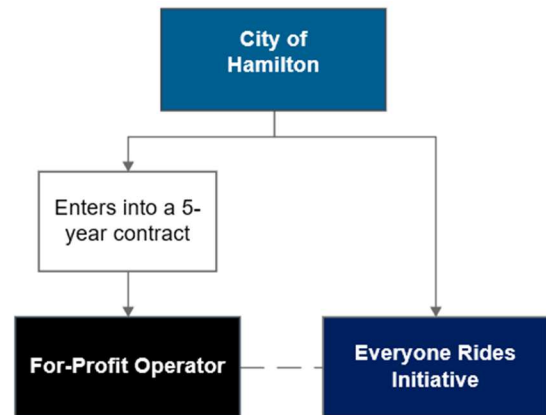 City of
Hamilton
Enters into a 5-
year contract
For-Profit Operator
Everyone Rides
Initiative